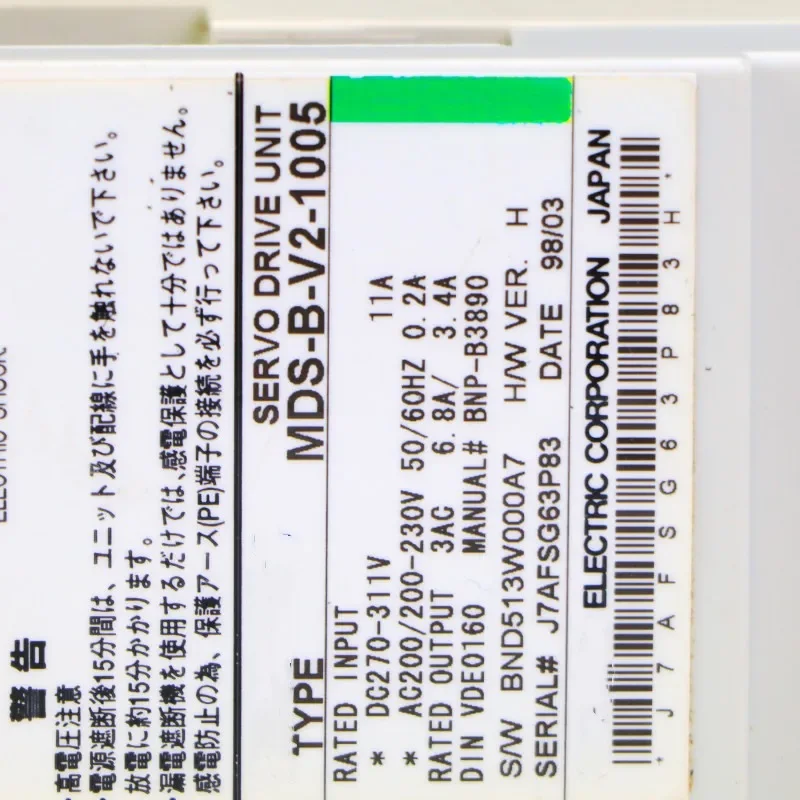 警告
・高電圧注意
・電源遮断後15分間は、ユニット及び配線に手を触れないで下さい。
放電に約15分かかります。
・漏電遮断機を使用するだけでは、感電保護として十分ではありません。
感電防止の為、保護アース(PE)端子の接続を必ず行って下さい。
SERVO DRIVE UNIT
TYPE MDS-B-V2-1005
RATED INPUT
* DC270-311V 11A
* AC200/200-230V 50/60HZ 0.2A
RATED OUTPUT 3AC 6.8A/ 3.4A
DIN VDE0160 MANUAL# BNP-B3890
S/W BND513W000A7 H/W VER. H
SERIAL# J7AFSG63P83 DATE 98/03
ELECTRIC CORPORATION JAPAN
* J 7 A F S G 6 3 P 8 3 H *